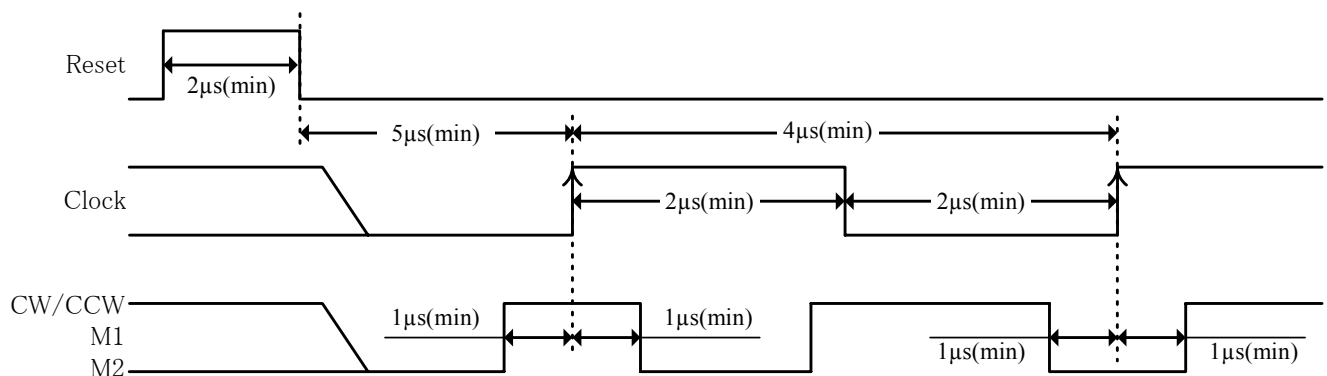 Reset
2µs(min)
5µs(min)
4µs(min)
Clock
2µs(min)
2µs(min)
CW/CCW
M1
M2
1µs(min)
1µs(min)
1µs(min)
1µs(min)